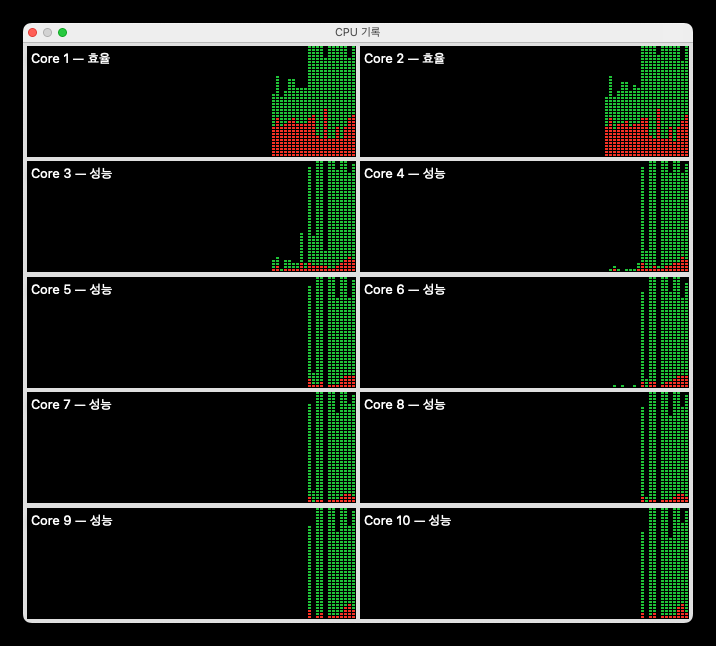 CPU 기록
Core 1 — 효율
Core 2 — 효율
Core 3 — 성능
Core 4 — 성능
Core 5 — 성능
Core 6 — 성능
Core 7 — 성능
Core 8 — 성능
Core 9 — 성능
Core 10 — 성능